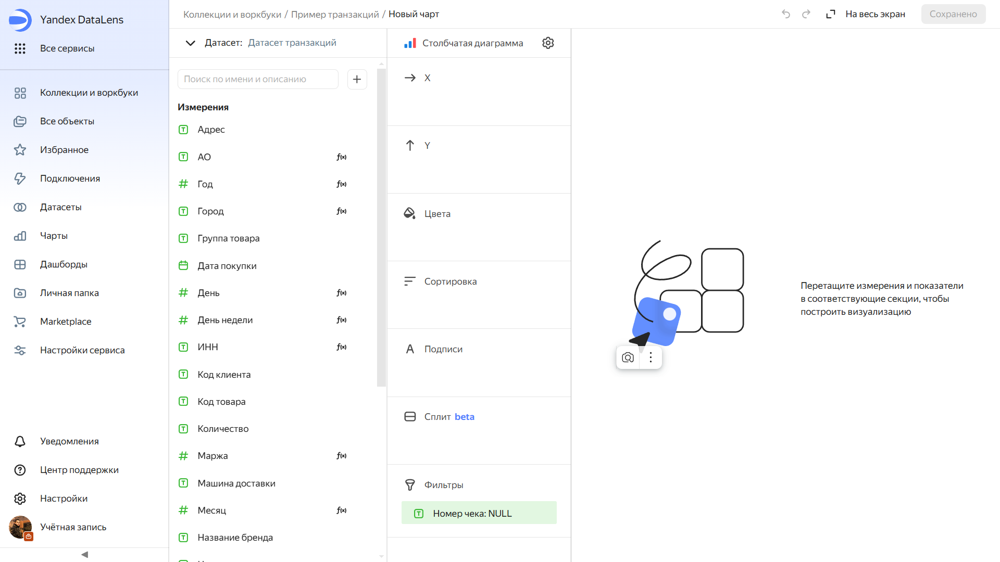 Yandex DataLens
Все сервисы
Коллекции и воркбуки
Все объекты
Избранное
Подключения
Датасеты
Чарты
Дашборды
Личная папка
Marketplace
Настройки сервиса
Уведомления
Центр поддержки
Настройки
Учётная запись
Коллекции и воркбуки / Пример транзакций / Новый чарт
На весь экран
Сохранено
Датасет: Датасет транзакций
Поиск по имени и описанию
Измерения
Адрес
АО
Год
Город
Группа товара
Дата покупки
День
День недели
ИНН
Код клиента
Код товара
Количество
Маржа
Машина доставки
Месяц
Название бренда
Столбчатая диаграмма
X
Y
Цвета
Сортировка
Подписи
Сплит beta
Фильтры
Номер чека: NULL
Перетащите измерения и показатели
в соответствующие секции, чтобы
построить визуализацию